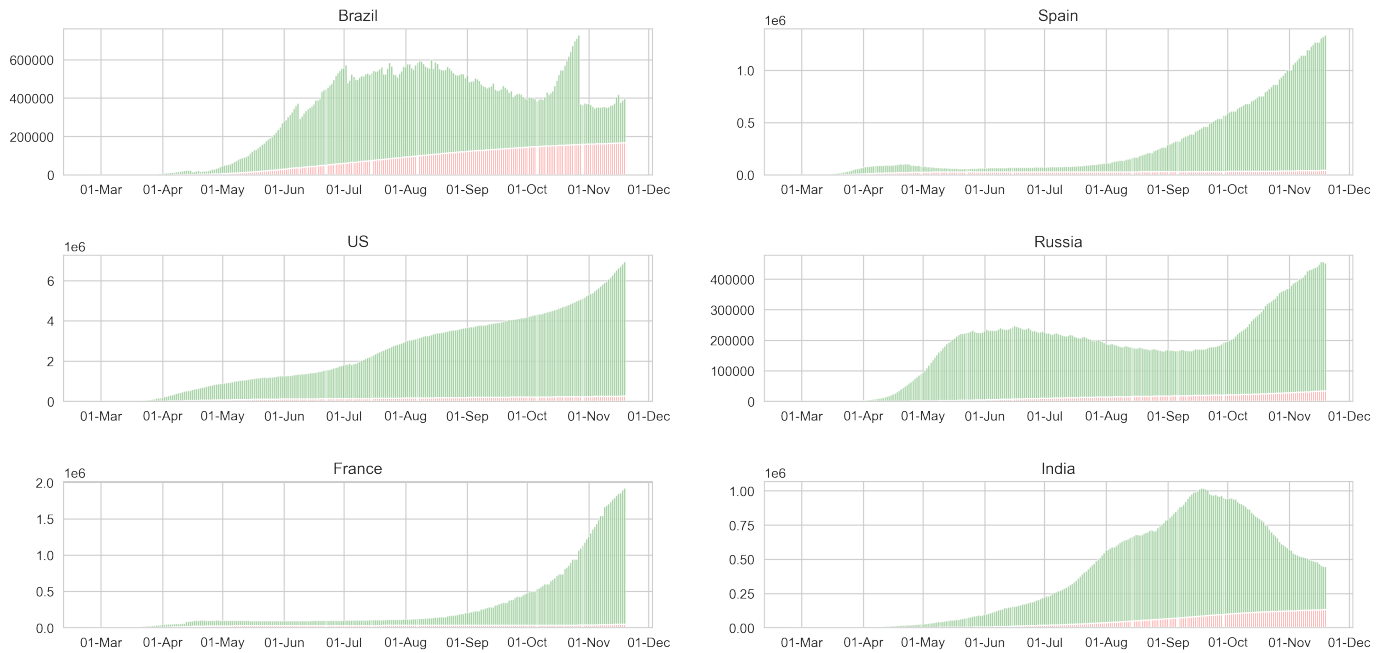 Brazil
600000
400000
200000
0
01-Mar 01-Apr 01-May 01-Jun 01-Jul 01-Aug 01-Sep 01-Oct 01-Nov 01-Dec
Spain
1e6
1.0
0.5
0.0
01-Mar 01-Apr 01-May 01-Jun 01-Jul 01-Aug 01-Sep 01-Oct 01-Nov 01-Dec
US
1e6
6
4
2
0
01-Mar 01-Apr 01-May 01-Jun 01-Jul 01-Aug 01-Sep 01-Oct 01-Nov 01-Dec
Russia
400000
300000
200000
100000
0
01-Mar 01-Apr 01-May 01-Jun 01-Jul 01-Aug 01-Sep 01-Oct 01-Nov 01-Dec
France
1e6
2.0
1.5
1.0
0.5
0.0
01-Mar 01-Apr 01-May 01-Jun 01-Jul 01-Aug 01-Sep 01-Oct 01-Nov 01-Dec
India
1e6
1.00
0.75
0.50
0.25
0.00
01-Mar 01-Apr 01-May 01-Jun 01-Jul 01-Aug 01-Sep 01-Oct 01-Nov 01-Dec